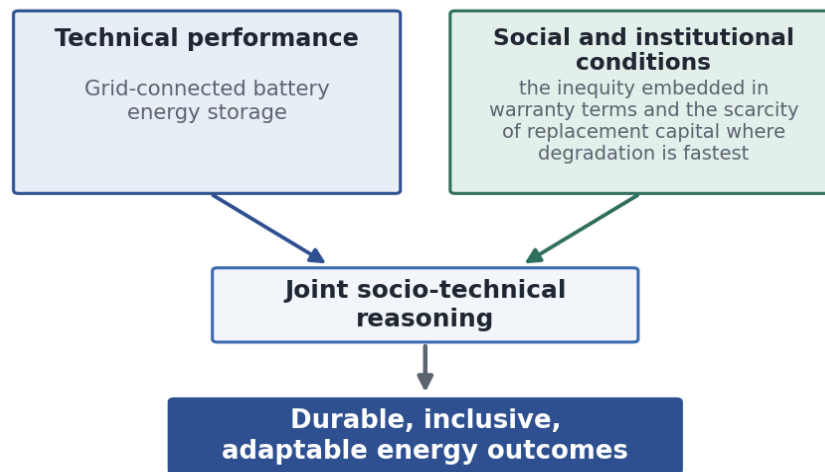 Technical performance
Grid-connected battery
energy storage
Social and institutional
conditions
the inequity embedded in
warranty terms and the scarcity
of replacement capital where
degradation is fastest
Joint socio-technical
reasoning
Durable, inclusive,
adaptable energy outcomes